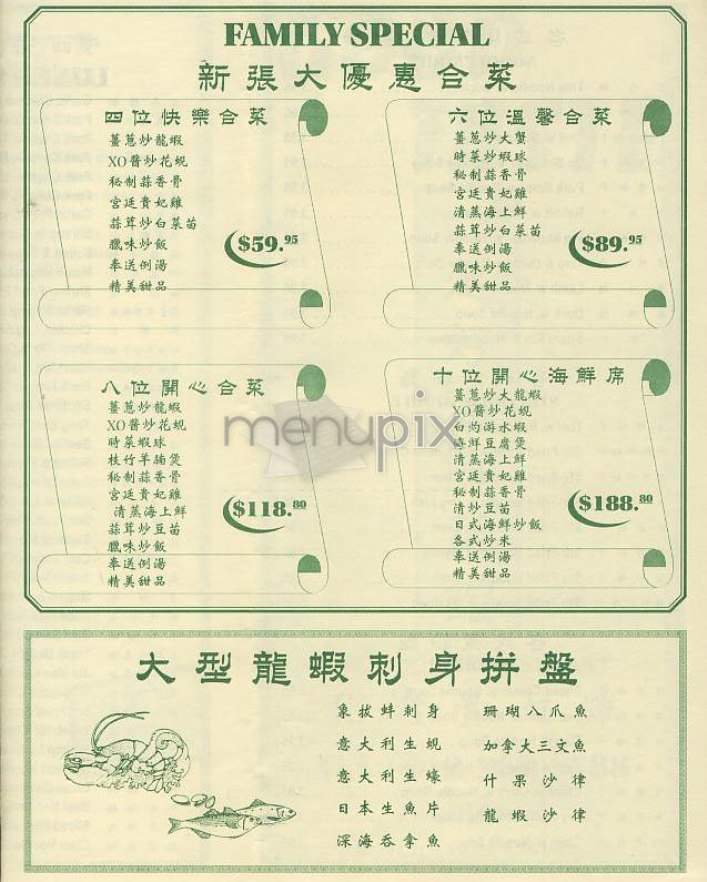 FAMILY SPECIAL
新張大優惠合菜
四位快樂合菜
薑蔥炒龍蝦
XO醬炒花蜆
秘制蒜香骨
宮廷貴妃雞
蒜茸炒白菜苗
臘味炒飯
奉送例湯
精美甜品
$59.95
六位溫馨合菜
薑蔥炒大蟹
時菜炒蝦球
秘制蒜香骨
宮廷貴妃雞
清蒸海上鮮
蒜茸炒白菜苗
奉送例湯
臘味炒飯
精美甜品
$89.95
八位開心合菜
薑蔥炒龍蝦
XO醬炒花蜆
時菜蝦球
枝竹羊腩煲
秘制蒜香骨
宮廷貴妃雞
清蒸海上鮮
蒜茸炒豆苗
臘味炒飯
奉送例湯
精美甜品
$118.80
十位開心海鮮席
薑蔥炒大龍蝦
XO醬炒花蜆
白灼游水蝦
海鮮豆腐煲
清蒸海上鮮
宮廷貴妃雞
秘制蒜香骨
清炒豆苗
日式海鮮炒飯
各式炒米
奉送例湯
精美甜品
$188.80
menupix
大型龍蝦刺身拼盤
象拔蚌刺身
意大利生蜆
意大利生蠔
日本生魚片
深海吞拿魚
珊瑚八爪魚
加拿大三文魚
什果沙律
龍蝦沙律